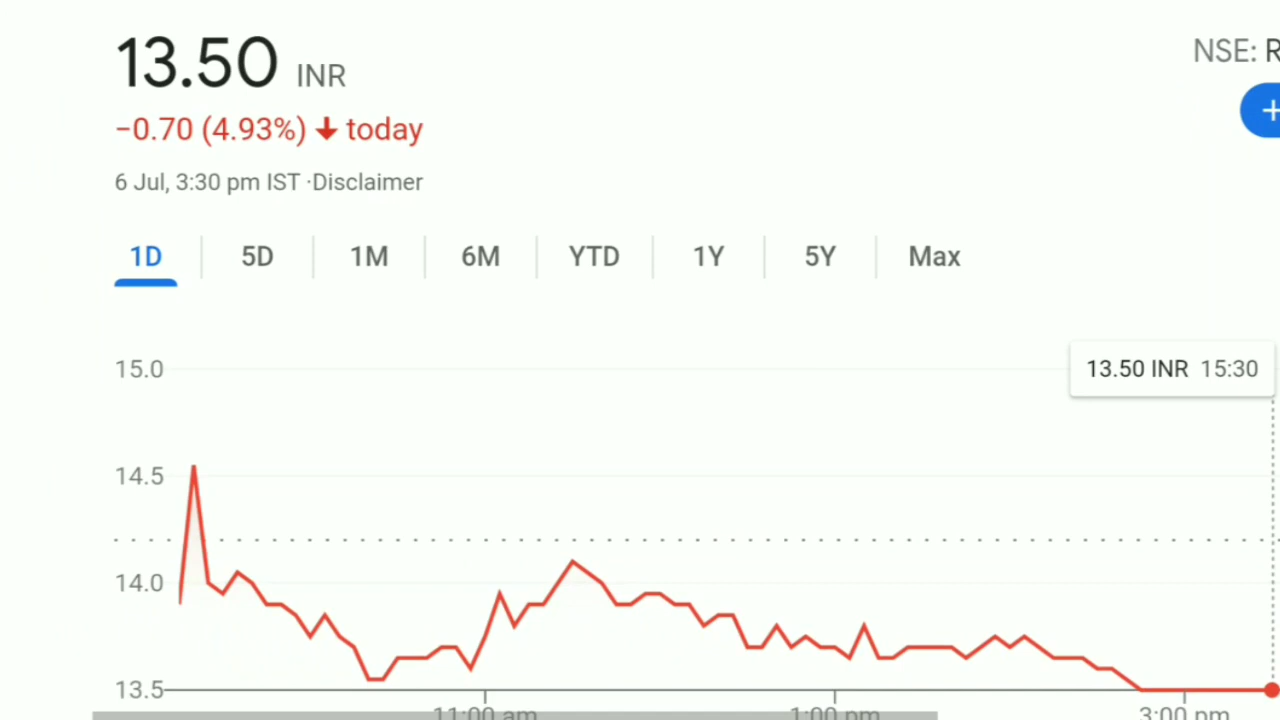 13.50 INR
NSE: R
+
−0.70 (4.93%) ↓ today
6 Jul, 3:30 pm IST ·Disclaimer
1D 5D 1M 6M YTD 1Y 5Y Max
15.0
13.50 INR 15:30
14.5
14.0
13.5
11:00 am 1:00 pm 3:00 pm